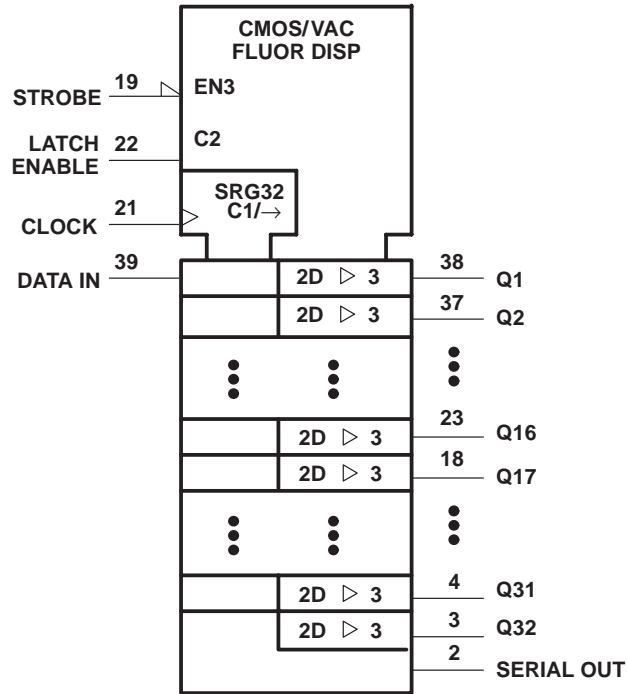 CMOS/VAC
FLUOR DISP
STROBE 19 EN3
LATCH 22 C2
ENABLE
SRG32
CLOCK 21 C1/→
DATA IN 39 2D ▷ 3 38 Q1
2D ▷ 3 37 Q2
2D ▷ 3 23 Q16
2D ▷ 3 18 Q17
2D ▷ 3 4 Q31
2D ▷ 3 3 Q32
2 SERIAL OUT